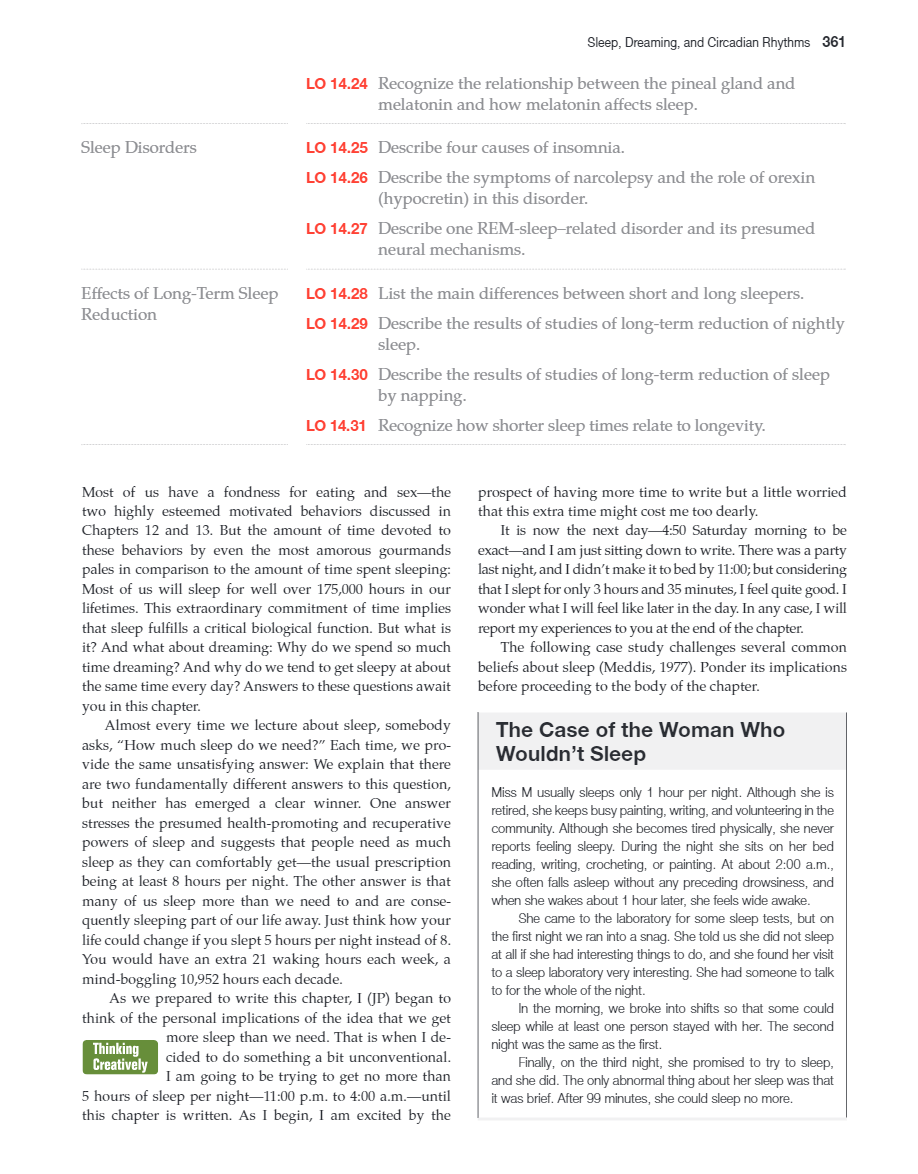 Sleep, Dreaming, and Circadian Rhythms 361
LO 14.24 Recognize the relationship between the pineal gland and
melatonin and how melatonin affects sleep.
Sleep Disorders
LO 14.25 Describe four causes of insomnia.
LO 14.26 Describe the symptoms of narcolepsy and the role of orexin
(hypocretin) in this disorder.
LO 14.27 Describe one REM-sleep–related disorder and its presumed
neural mechanisms.
Effects of Long-Term Sleep
Reduction
LO 14.28 List the main differences between short and long sleepers.
LO 14.29 Describe the results of studies of long-term reduction of nightly
sleep.
LO 14.30 Describe the results of studies of long-term reduction of sleep
by napping.
LO 14.31 Recognize how shorter sleep times relate to longevity.
Most of us have a fondness for eating and sex—the
two highly esteemed motivated behaviors discussed in
Chapters 12 and 13. But the amount of time devoted to
these behaviors by even the most amorous gourmands
pales in comparison to the amount of time spent sleeping:
Most of us will sleep for well over 175,000 hours in our
lifetimes. This extraordinary commitment of time implies
that sleep fulfills a critical biological function. But what is
it? And what about dreaming: Why do we spend so much
time dreaming? And why do we tend to get sleepy at about
the same time every day? Answers to these questions await
you in this chapter.
Almost every time we lecture about sleep, somebody
asks, “How much sleep do we need?” Each time, we pro-
vide the same unsatisfying answer: We explain that there
are two fundamentally different answers to this question,
but neither has emerged a clear winner. One answer
stresses the presumed health-promoting and recuperative
powers of sleep and suggests that people need as much
sleep as they can comfortably get—the usual prescription
being at least 8 hours per night. The other answer is that
many of us sleep more than we need to and are conse-
quently sleeping part of our life away. Just think how your
life could change if you slept 5 hours per night instead of 8.
You would have an extra 21 waking hours each week, a
mind-boggling 10,952 hours each decade.
As we prepared to write this chapter, I (JP) began to
think of the personal implications of the idea that we get
more sleep than we need. That is when I de-
Thinking
Creatively
cided to do something a bit unconventional.
I am going to be trying to get no more than
5 hours of sleep per night—11:00 p.m. to 4:00 a.m.—until
this chapter is written. As I begin, I am excited by the
prospect of having more time to write but a little worried
that this extra time might cost me too dearly.
It is now the next day—4:50 Saturday morning to be
exact—and I am just sitting down to write. There was a party
last night, and I didn’t make it to bed by 11:00; but considering
that I slept for only 3 hours and 35 minutes, I feel quite good. I
wonder what I will feel like later in the day. In any case, I will
report my experiences to you at the end of the chapter.
The following case study challenges several common
beliefs about sleep (Meddis, 1977). Ponder its implications
before proceeding to the body of the chapter.
The Case of the Woman Who
Wouldn’t Sleep
Miss M usually sleeps only 1 hour per night. Although she is
retired, she keeps busy painting, writing, and volunteering in the
community. Although she becomes tired physically, she never
reports feeling sleepy. During the night she sits on her bed
reading, writing, crocheting, or painting. At about 2:00 a.m.,
she often falls asleep without any preceding drowsiness, and
when she wakes about 1 hour later, she feels wide awake.
She came to the laboratory for some sleep tests, but on
the first night we ran into a snag. She told us she did not sleep
at all if she had interesting things to do, and she found her visit
to a sleep laboratory very interesting. She had someone to talk
to for the whole of the night.
In the morning, we broke into shifts so that some could
sleep while at least one person stayed with her. The second
night was the same as the first.
Finally, on the third night, she promised to try to sleep,
and she did. The only abnormal thing about her sleep was that
it was brief. After 99 minutes, she could sleep no more.